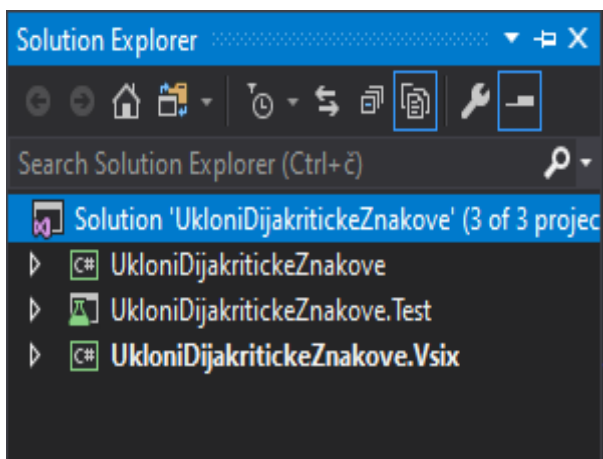 Solution Explorer
Search Solution Explorer (Ctrl+č)
Solution 'UkloniDijakritickeZnakove' (3 of 3 projec
C# UkloniDijakritickeZnakove
UkloniDijakritickeZnakove.Test
C# UkloniDijakritickeZnakove.Vsix